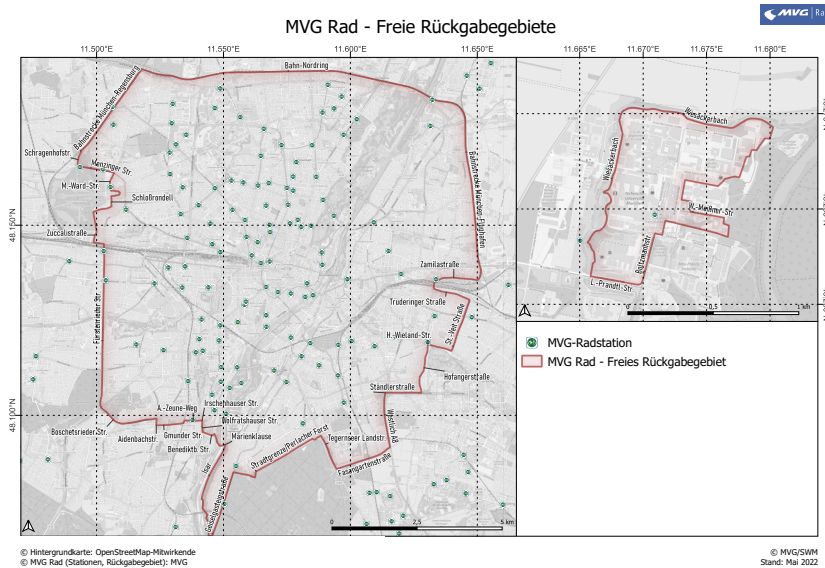 MVG Rad - Freie Rückgabegebiete
MVG
11.500°E
11.550°E
11.600°E
11.650°E
11.665°E
11.670°E
11.675°E
11.680°E
Bahn-Nordring
Bahnstrecke München-Regensburg
Schragenhofstr.
Menzinger Str.
M.-Ward-Str.
Schloßrondell
Zuccalistraße
48.150°N
Bahnstrecke München-Flughafen
Zamilastraße
Truderinger Straße
St.-Veit Straße
H.-Wieland-Str.
Hofangerstraße
Ständlerstraße
Fürstenrieder Str.
48.100°N
A.-Zeune-Weg
Irschenhauser Str.
Wolfratshauser Str.
Marienklause
Boschetsrieder Str.
Aidenbachstr.
Gmunder Str.
Benediktb. Str.
Isar
Geiselgasteigstraße
Stadtgrenze/Perlacher Forst
Tegernseer Landstr.
Westlich A8
Fasangartenstraße
0
2,5
5 km
Wiesäckerbach
Wiesäckerbach
W.-Meißner-Str
Boltzmannstr
L.-Prandtl-Str.
0
0,5
1 km
MVG-Radstation
MVG Rad - Freies Rückgabegebiet
© Hintergrundkarte: OpenStreetMap-Mitwirkende
© MVG Rad (Stationen, Rückgabegebiet): MVG
© MVG/SWM
Stand: Mai 2022